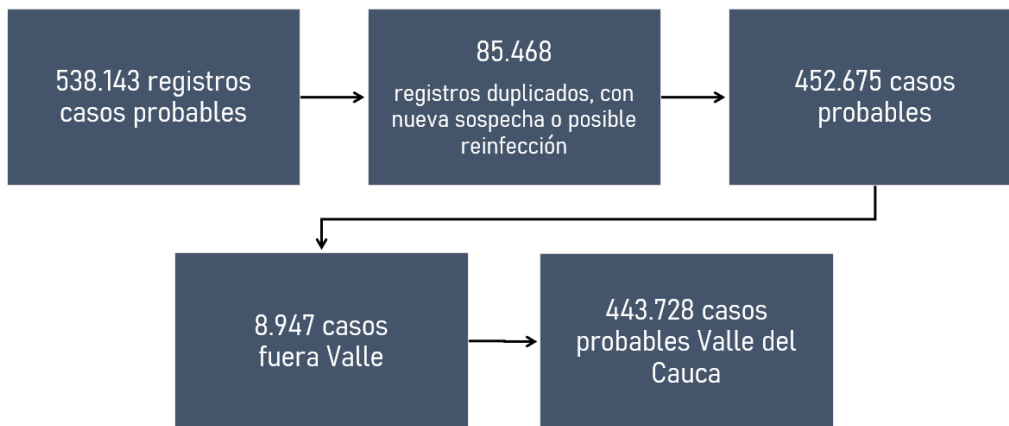 538.143 registros
casos probables
85.468
registros duplicados, con
nueva sospecha o posible
reinfección
452.675 casos
probables
8.947 casos
fuera Valle
443.728 casos
probables Valle del
Cauca